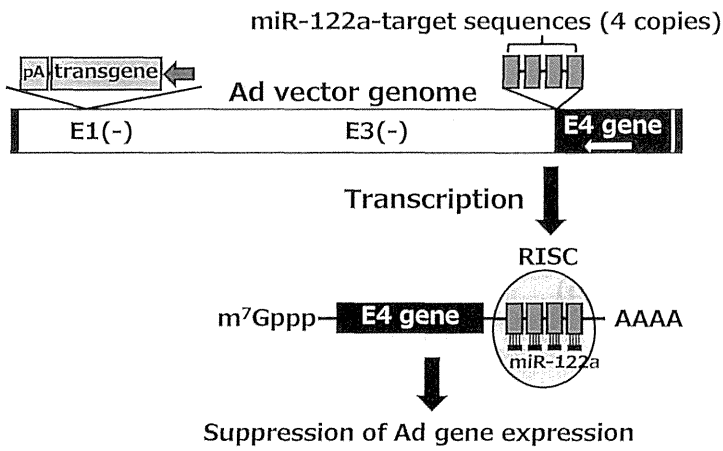 miR-122a-target sequences (4 copies)
pA transgene
Ad vector genome
E1(-) E3(-) E4 gene
Transcription
RISC
m⁷Gppp E4 gene AAAA
miR-122a
Suppression of Ad gene expression